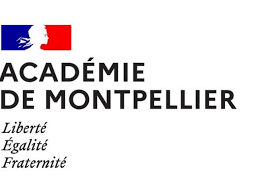 ACADÉMIE
DE MONTPELLIER
Liberté
Égalité
Fraternité